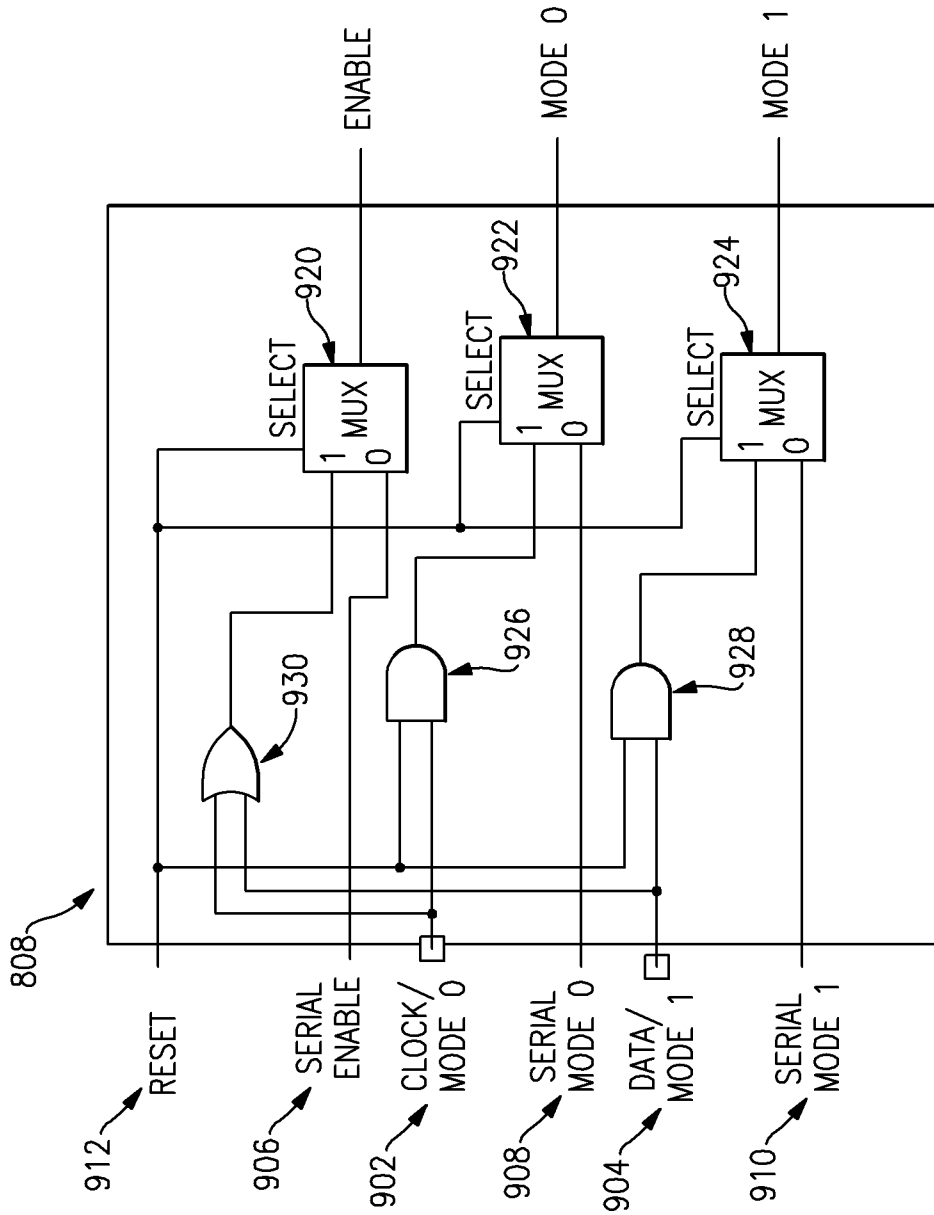 808
912
RESET
906
SERIAL
ENABLE
902
CLOCK/
MODE 0
908
SERIAL
MODE 0
904
DATA/
MODE 1
910
SERIAL
MODE 1
930
926
928
SELECT
920
1
MUX
0
SELECT
922
1
MUX
0
SELECT
924
1
MUX
0
ENABLE
MODE 0
MODE 1